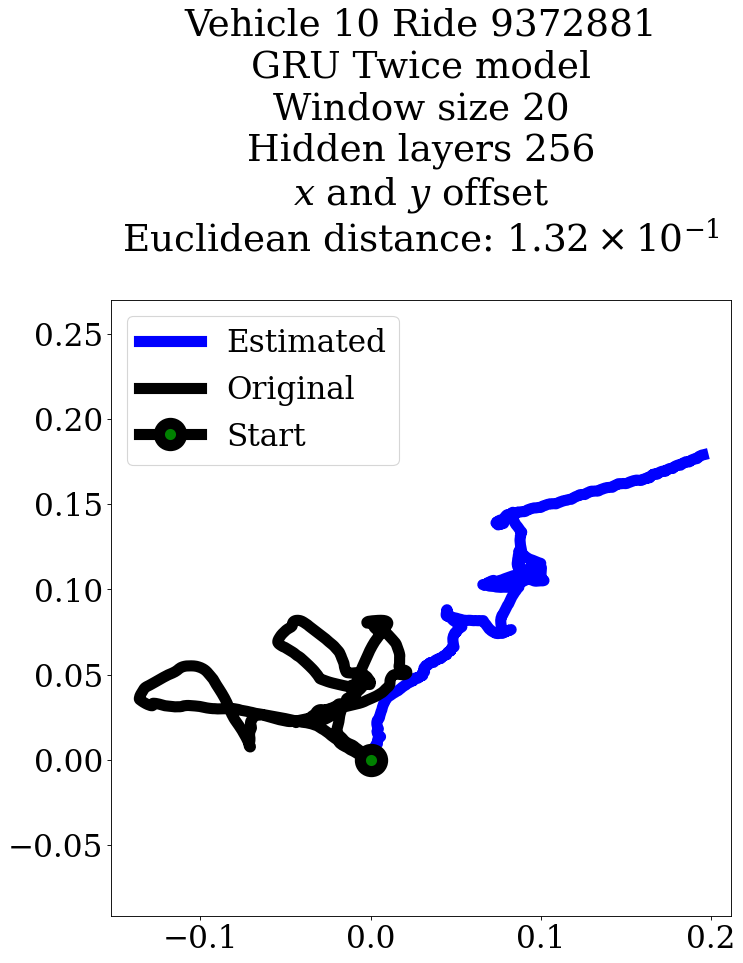 Vehicle 10 Ride 9372881
GRU Twice model
Window size 20
Hidden layers 256
x and y offset
Euclidean distance: 1.32 × 10⁻¹
Estimated
Original
Start
0.25
0.20
0.15
0.10
0.05
0.00
−0.05
−0.1 0.0 0.1 0.2